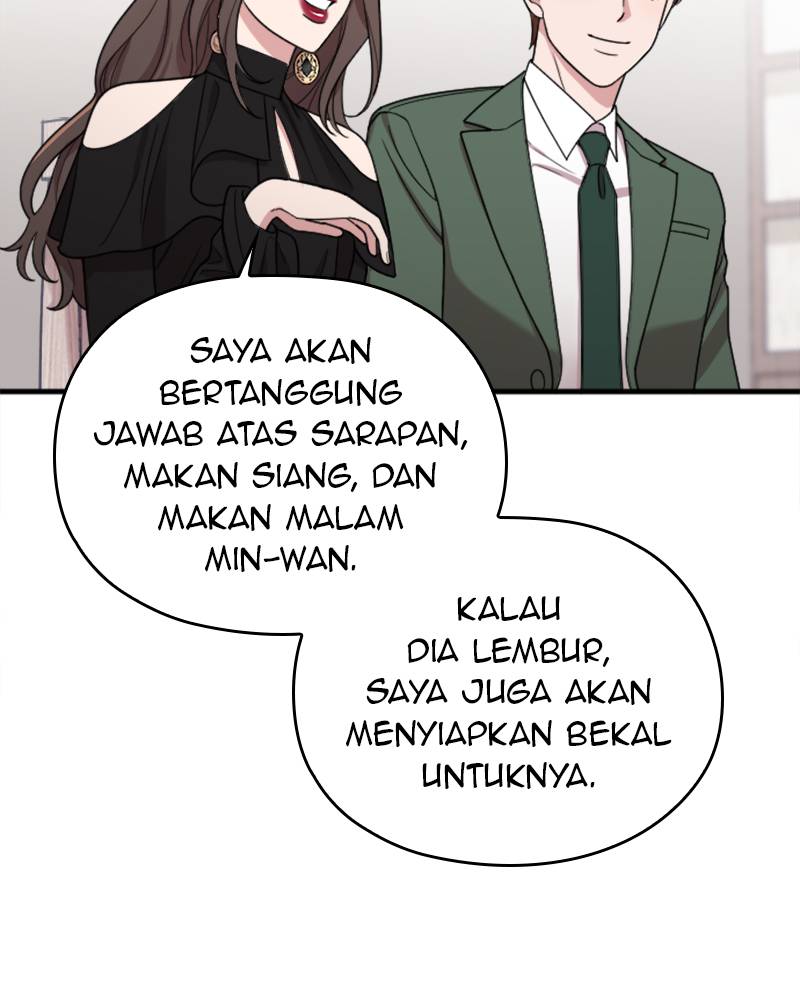 SAYA AKAN
BERTANGGUNG
JAWAB ATAS SARAPAN,
MAKAN SIANG, DAN
MAKAN MALAM
MIN-WAN.
KALAU
DIA LEMBUR,
SAYA JUGA AKAN
MENYIAPKAN BEKAL
UNTUKNYA.